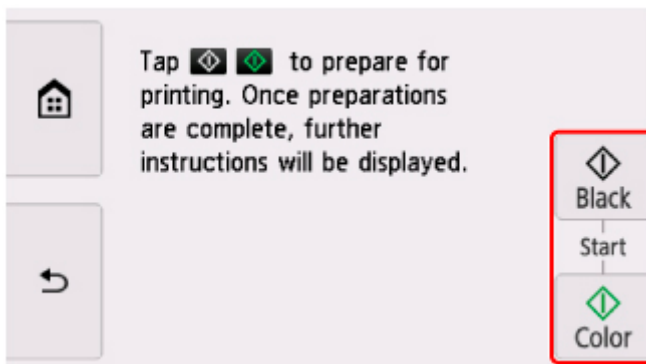 Tap to prepare for
printing. Once preparations
are complete, further
instructions will be displayed.
Black
Start
Color